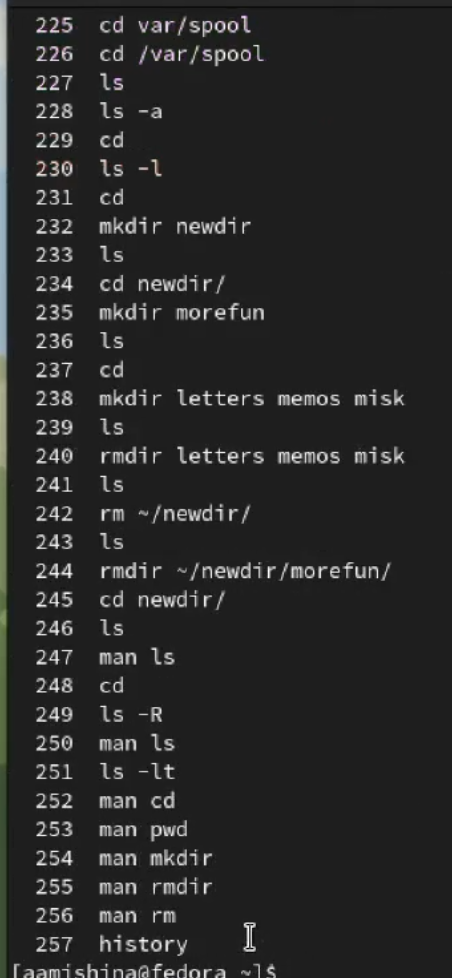 225 cd var/spool
226 cd /var/spool
227 ls
228 ls -a
229 cd
230 ls -l
231 cd
232 mkdir newdir
233 ls
234 cd newdir/
235 mkdir morefun
236 ls
237 cd
238 mkdir letters memos misk
239 ls
240 rmdir letters memos misk
241 ls
242 rm ~/newdir/
243 ls
244 rmdir ~/newdir/morefun/
245 cd newdir/
246 ls
247 man ls
248 cd
249 ls -R
250 man ls
251 ls -lt
252 man cd
253 man pwd
254 man mkdir
255 man rmdir
256 man rm
257 history
[aamishina@fedora ~]$